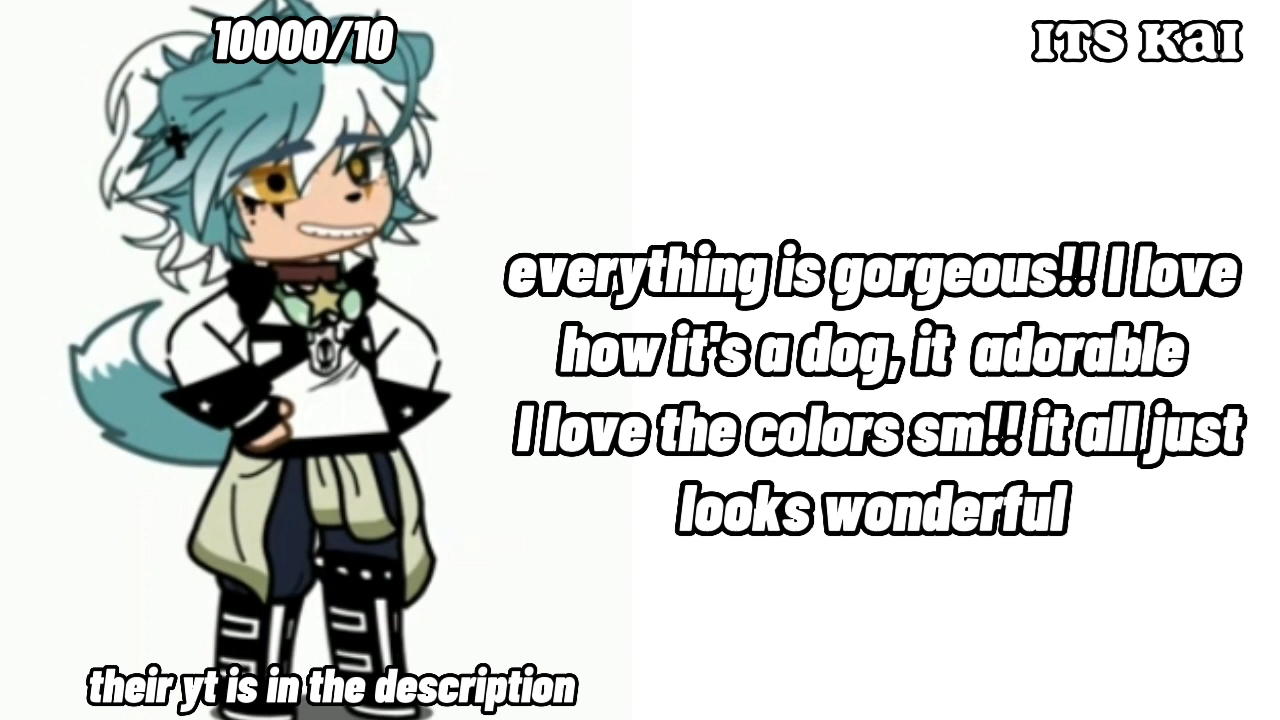 10000/10
ITS KaI
everything is gorgeous!! I love
how it's a dog, it adorable
I love the colors sm!! it all just
looks wonderful
their yt is in the description